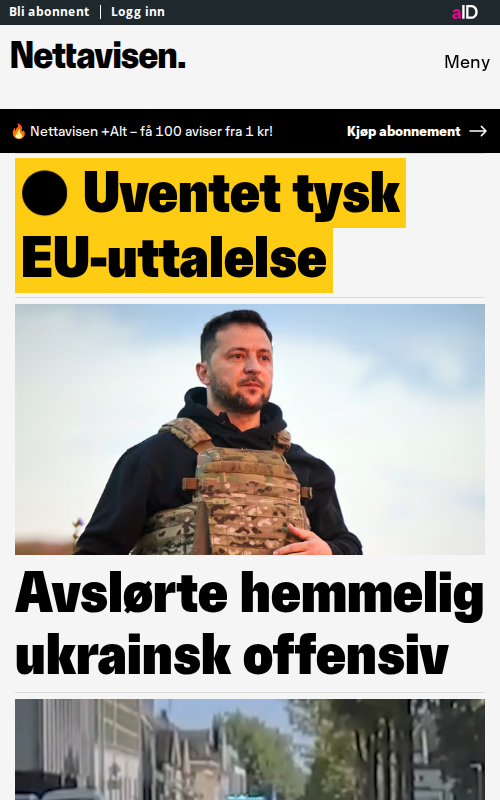 Bli abonnent | Logg inn
aID
Nettavisen.
Meny
🔥 Nettavisen +Alt – få 100 aviser fra 1 kr!
Kjøp abonnement →
● Uventet tysk
EU-uttalelse
Avslørte hemmelig
ukrainsk offensiv